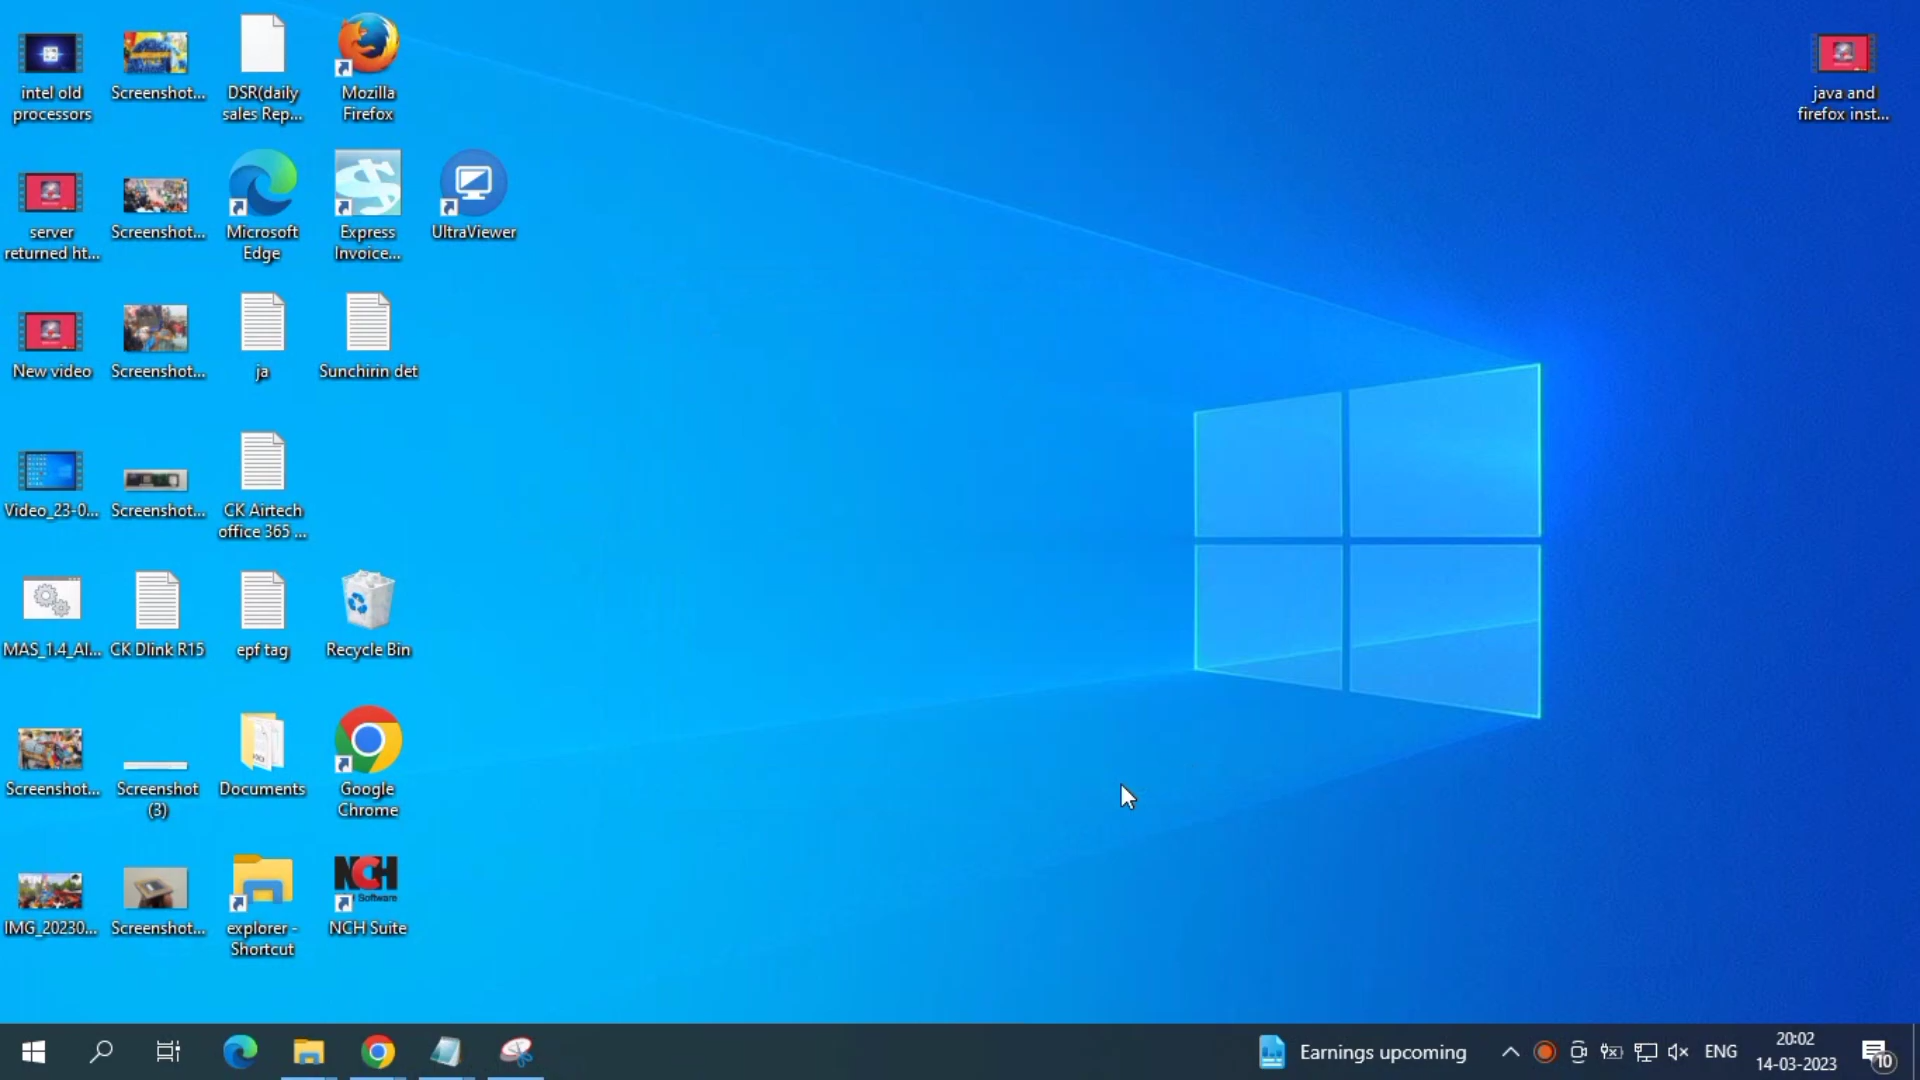 intel old
processors
Screenshot...
DSR(daily
sales Rep...
Mozilla
Firefox
java and
firefox inst...
server
returned ht...
Screenshot...
Microsoft
Edge
Express
Invoice...
UltraViewer
New video
Screenshot...
ja
Sunchirin det
Video_23-0...
Screenshot...
CK Airtech
office 365 ...
MAS_1.4_AI...
CK Dlink R15
epf tag
Recycle Bin
Screenshot...
Screenshot
(3)
Documents
Google
Chrome
IMG_20230...
Screenshot...
explorer -
Shortcut
NCH
Software
NCH Suite
Earnings upcoming
ENG
20:02
14-03-2023
10